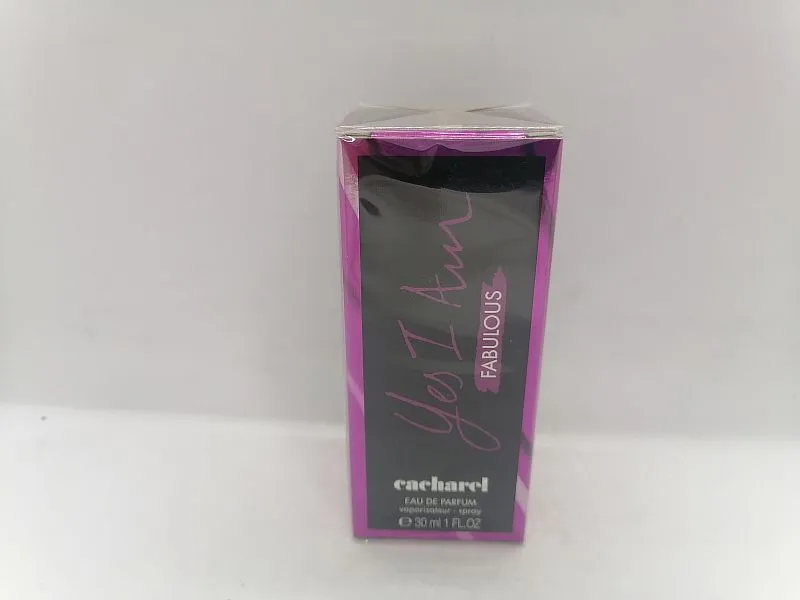 Yes I Am
FABULOUS
cacharel
EAU DE PARFUM
vaporisateur - spray
℮ 30 ml 1 FL.OZ